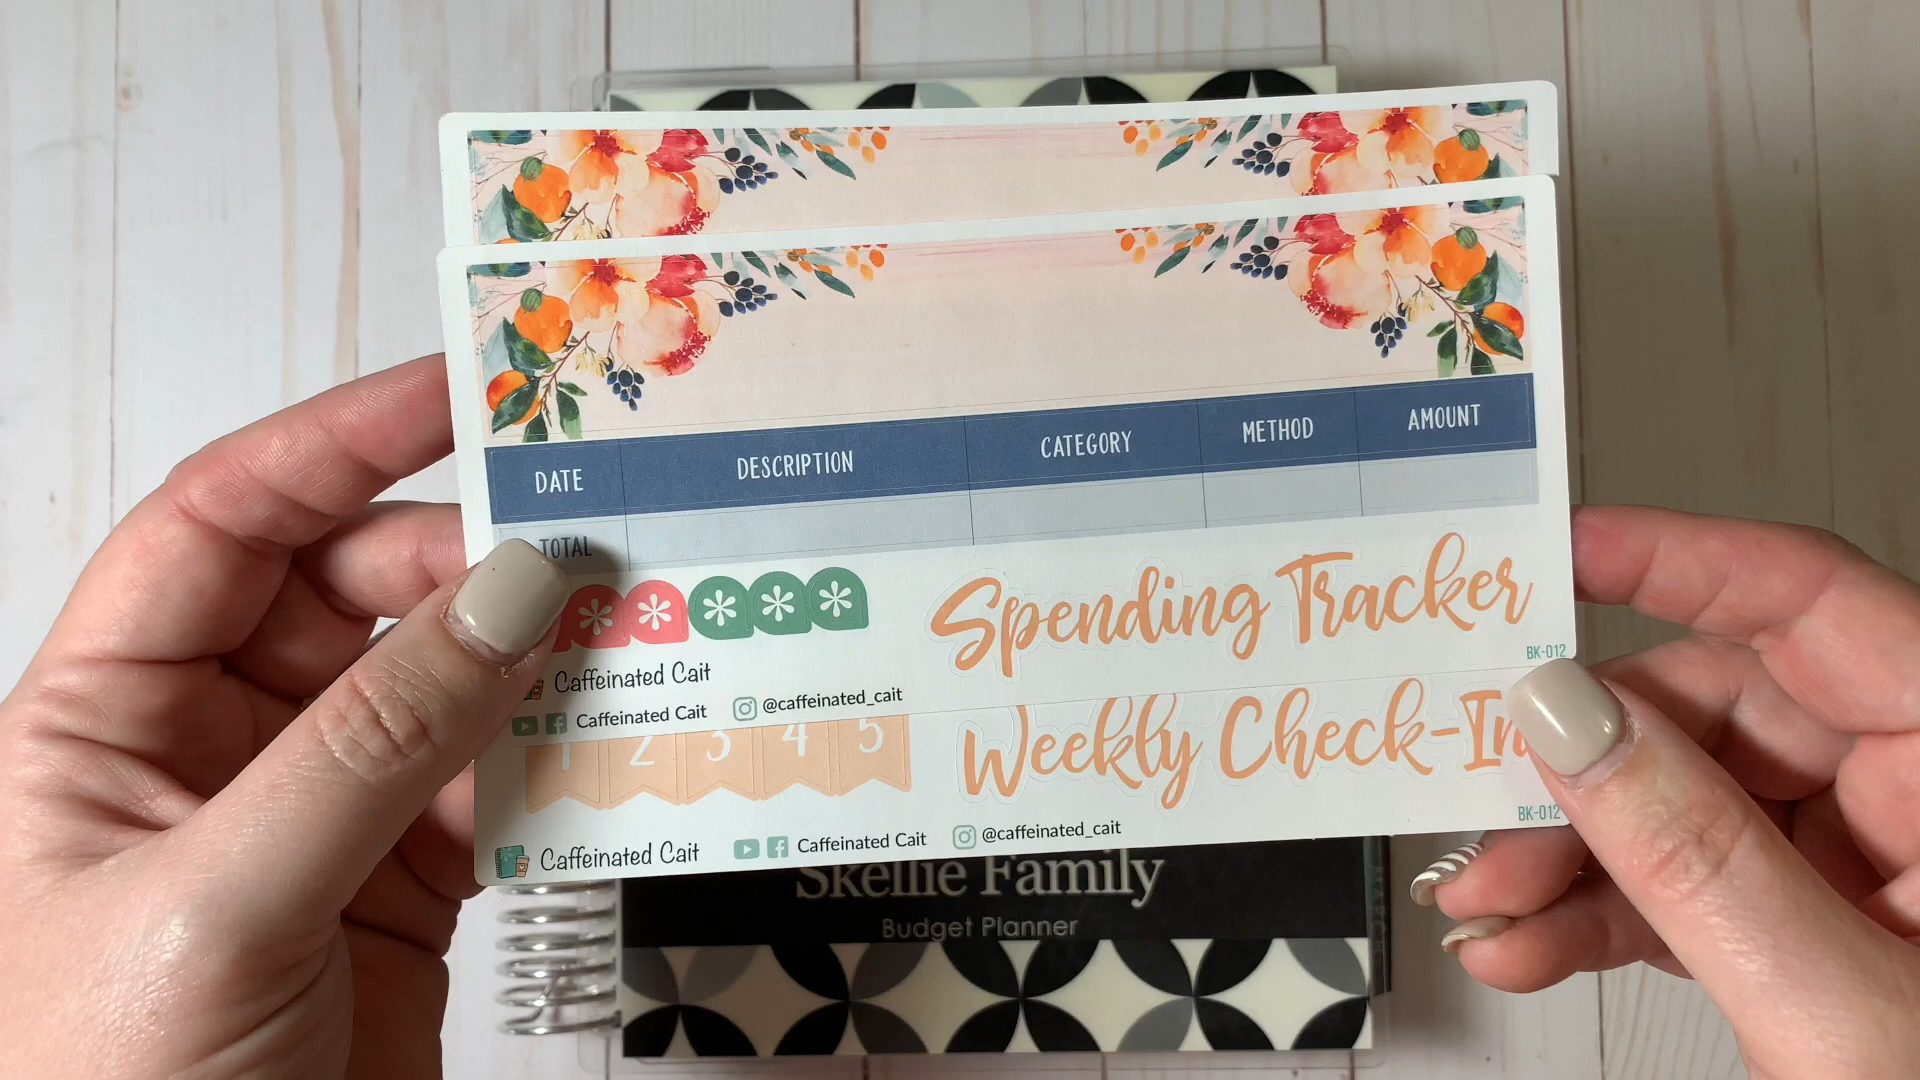 DATE DESCRIPTION CATEGORY METHOD AMOUNT
TOTAL
Spending Tracker
BK-012
Caffeinated Cait
Caffeinated Cait @caffeinated_cait
1 2 3 4 5
Weekly Check-In
BK-012
Caffeinated Cait Caffeinated Cait @caffeinated_cait
Skellie Family
Budget Planner